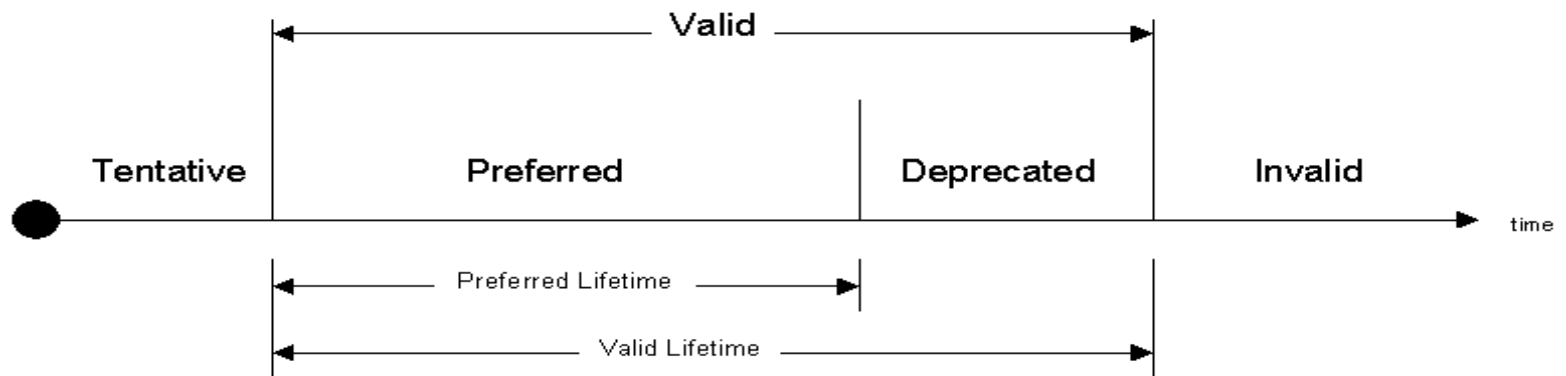 Valid
Tentative
Preferred
Deprecated
Invalid
time
Preferred Lifetime
Valid Lifetime